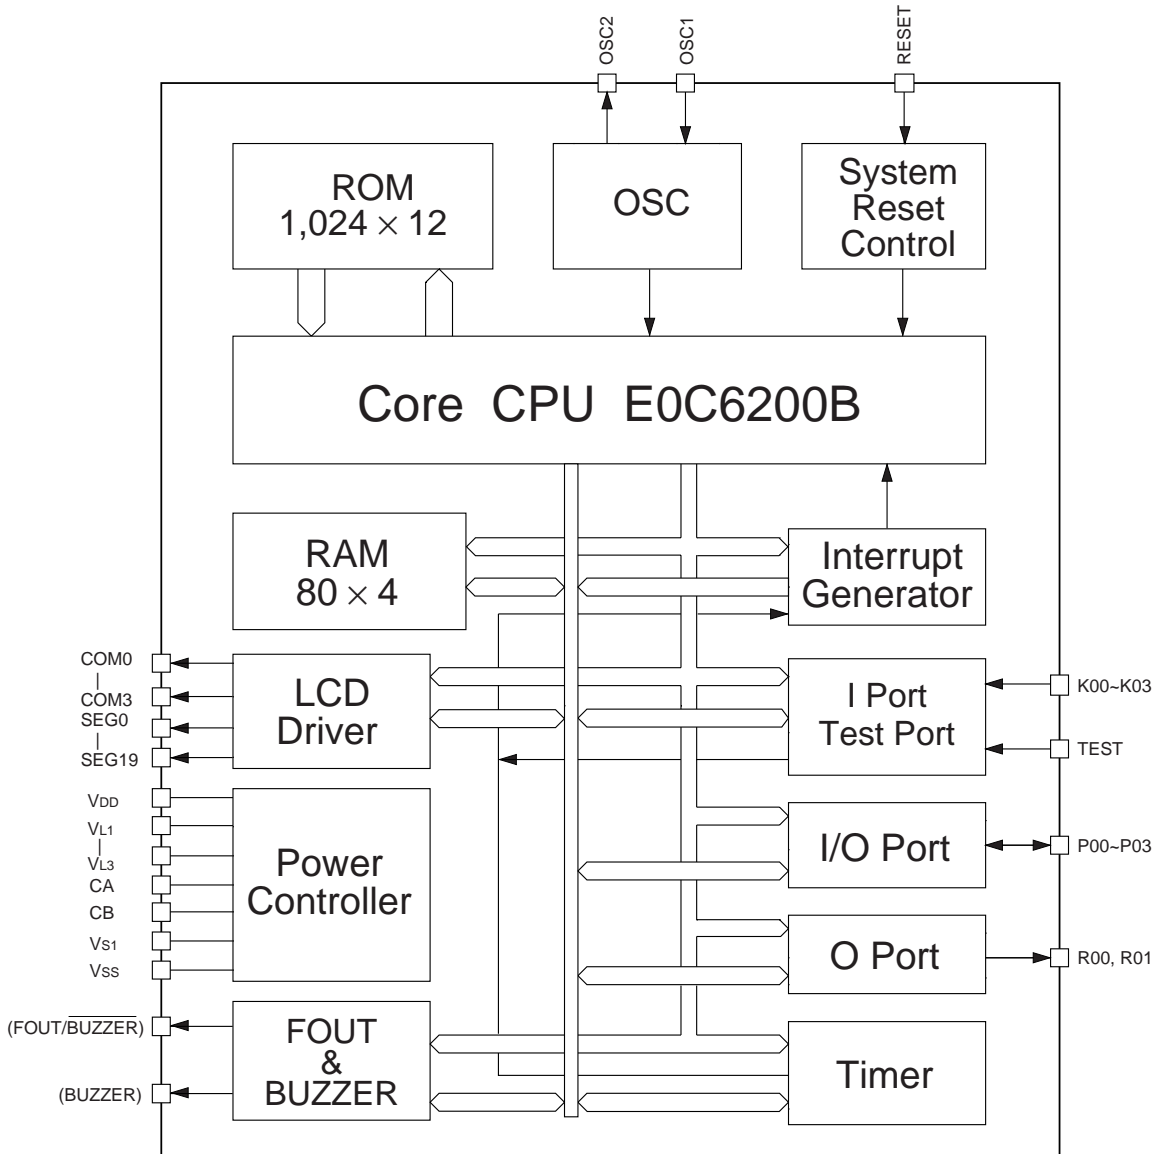 OSC2
OSC1
RESET
ROM
1,024 × 12
OSC
System
Reset
Control
Core CPU E0C6200B
RAM
80 × 4
Interrupt
Generator
COM0
|
COM3
SEG0
|
SEG19
LCD
Driver
I Port
Test Port
K00~K03
TEST
VDD
VL1
|
VL3
CA
CB
VS1
VSS
Power
Controller
I/O Port
P00~P03
O Port
R00, R01
(FOUT/BUZZER)
(BUZZER)
FOUT
&
BUZZER
Timer